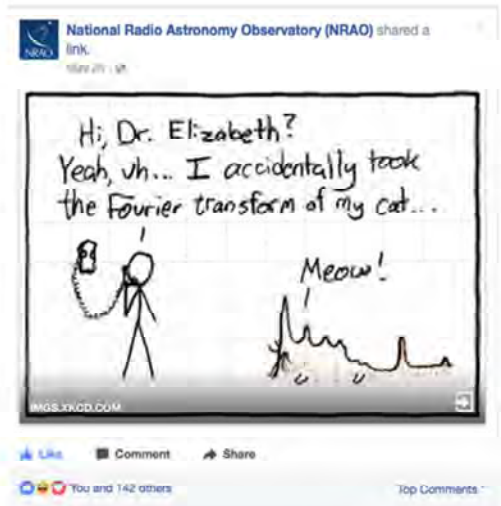 National Radio Astronomy Observatory (NRAO) shared a
link.
NRAO
Hi, Dr. Elizabeth?
Yeah, uh... I accidentally took
the Fourier transform of my cat...
Meow!
IMGS.XKCD.COM
Like Comment Share
You and 142 others
Top Comments